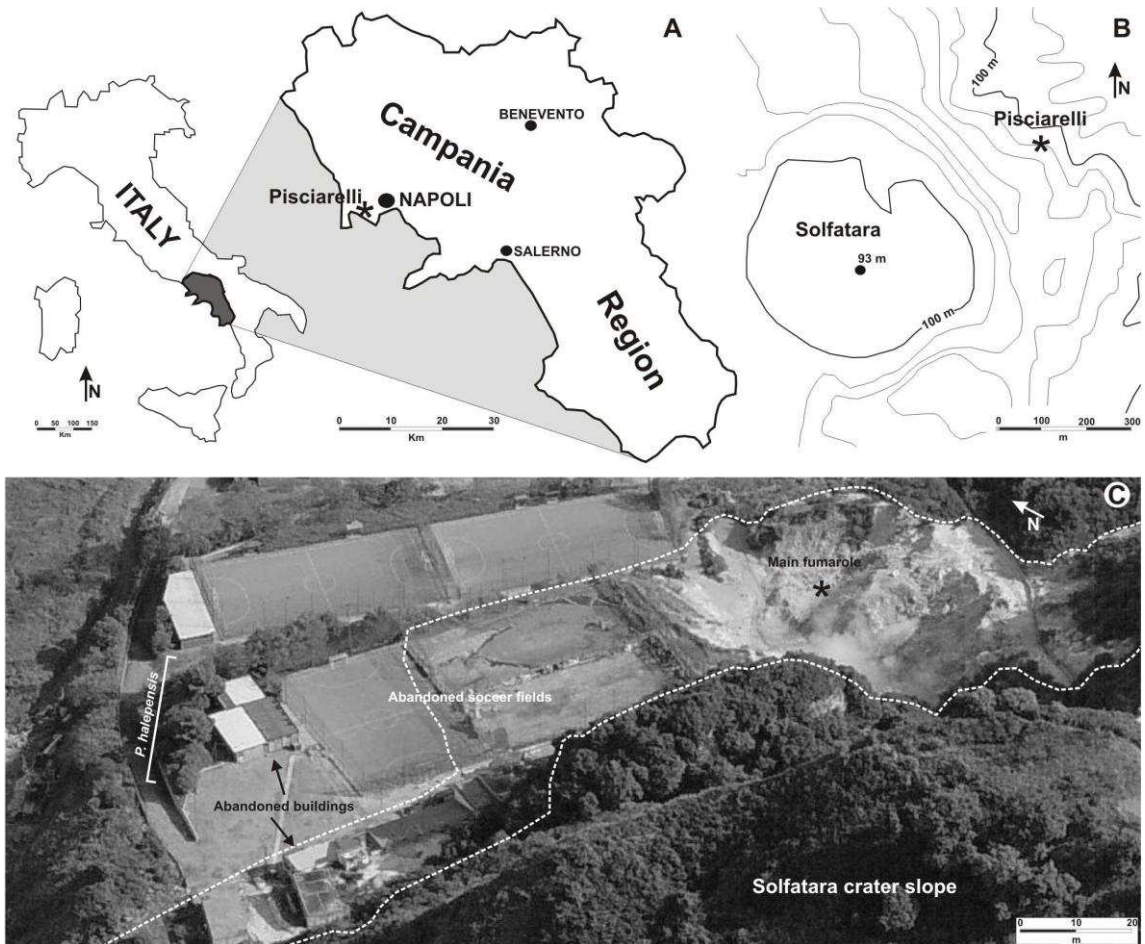 A
ITALY
N
0 50 100 150
Km
Campania
Region
BENEVENTO
Pisciarelli
*
NAPOLI
SALERNO
0 10 20 30
Km
B
100 m
N
Pisciarelli
*
Solfatara
93 m
100 m
0 100 200 300
m
C
N
Main fumarole
*
Abandoned soccer fields
P. halepensis
Abandoned buildings
Solfatara crater slope
0 10 20
m